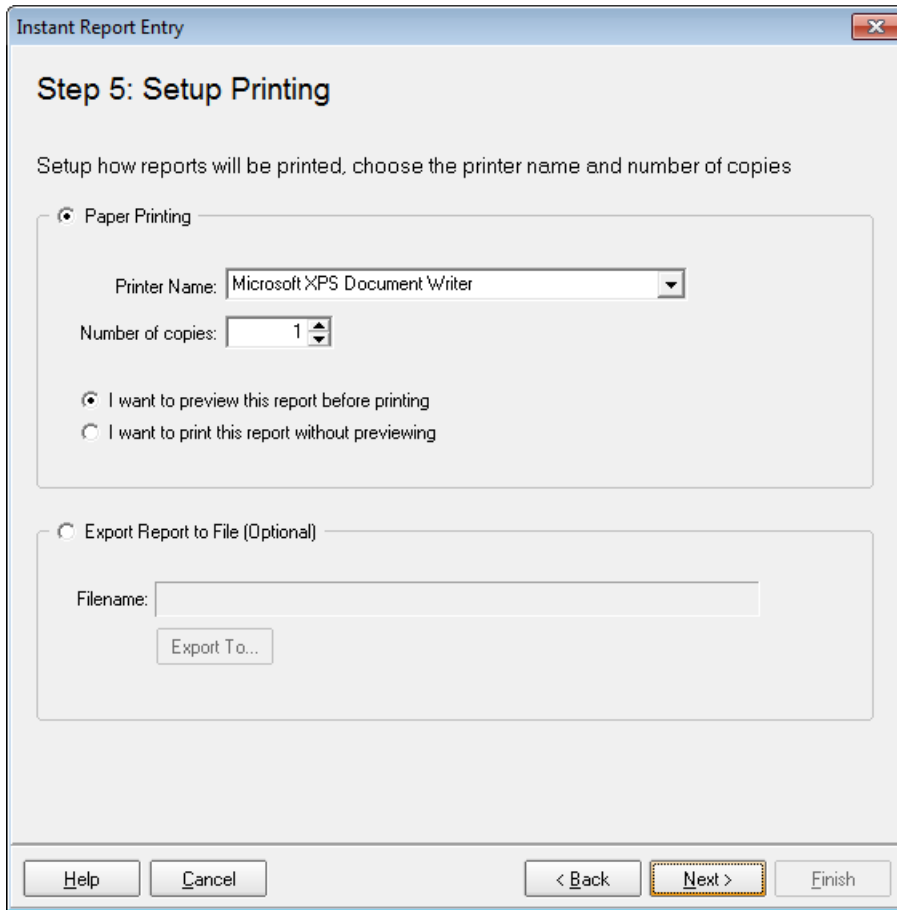 Instant Report Entry
Step 5: Setup Printing
Setup how reports will be printed, choose the printer name and number of copies
Paper Printing
Printer Name: Microsoft XPS Document Writer
Number of copies: 1
I want to preview this report before printing
I want to print this report without previewing
Export Report to File (Optional)
Filename:
Export To...
Help Cancel < Back Next > Finish